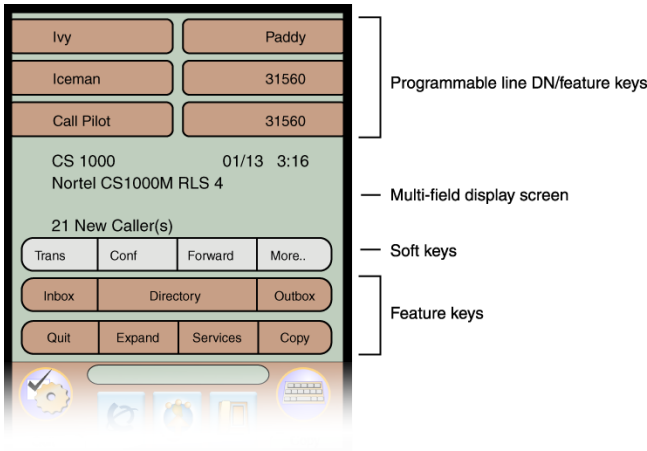 Ivy Paddy
Iceman 31560
Programmable line DN/feature keys
Call Pilot 31560
CS 1000 01/13 3:16
Nortel CS1000M RLS 4
Multi-field display screen
21 New Caller(s)
Trans Conf Forward More..
Soft keys
Inbox Directory Outbox
Feature keys
Quit Expand Services Copy